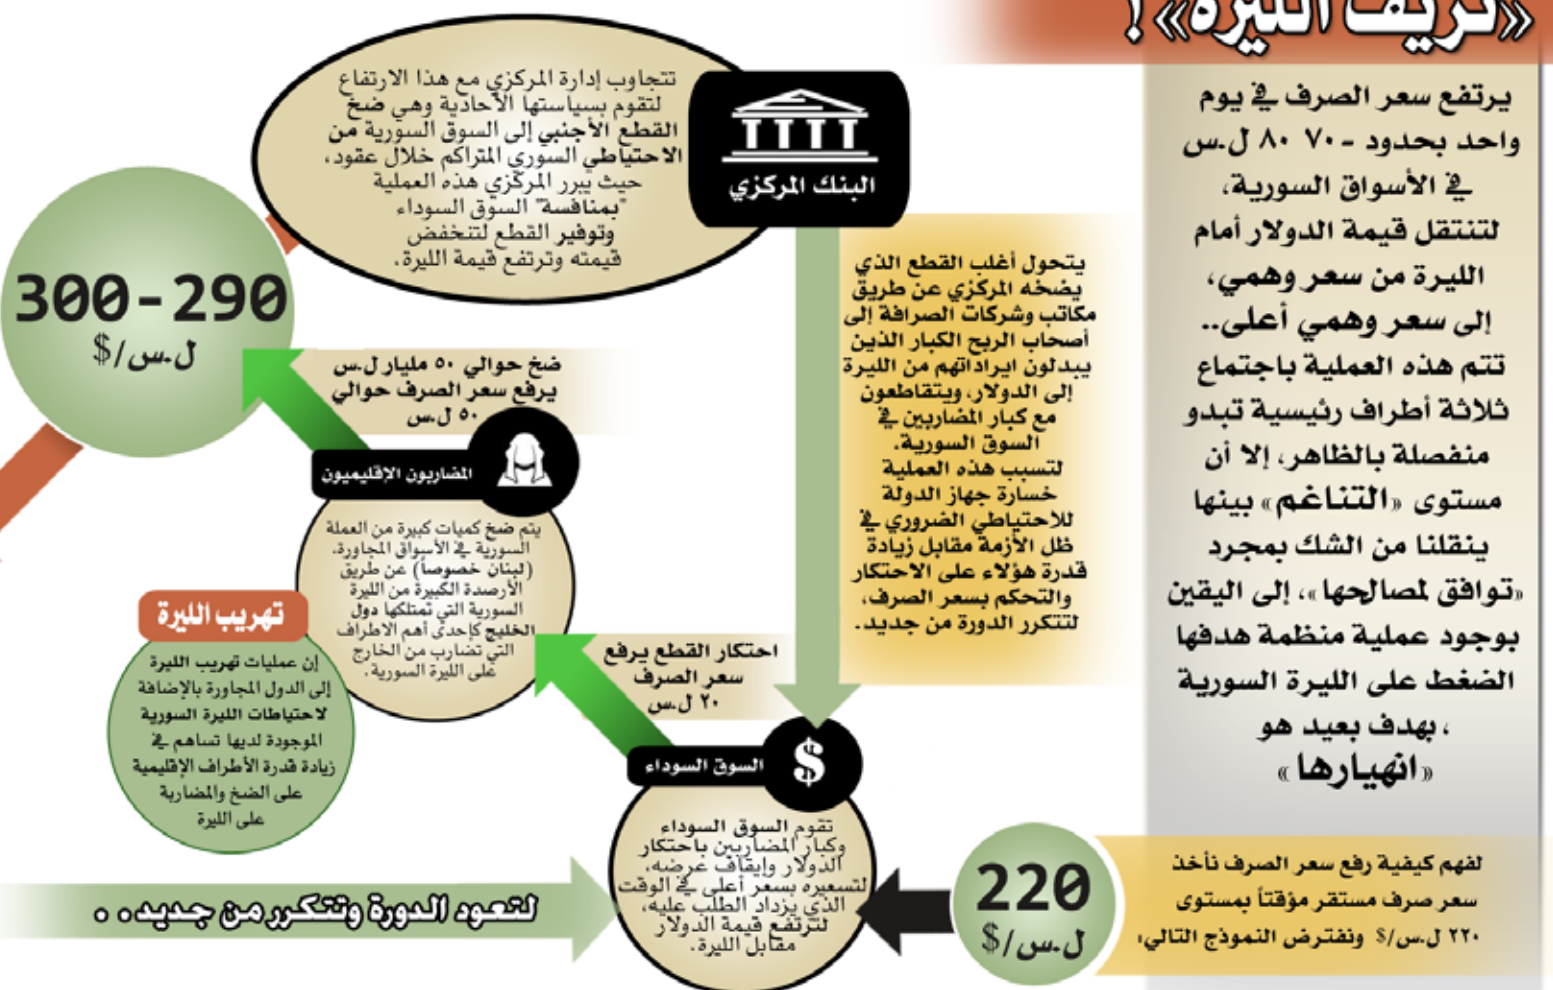 «نزيف الليرة»!
يرتفع سعر الصرف في يوم
واحد بحدود - ٧٠ ٨٠ ل.س
في الأسواق السورية،
لتنتقل قيمة الدولار أمام
الليرة من سعر وهمي،
إلى سعر وهمي أعلى..
تتم هذه العملية باجتماع
ثلاثة أطراف رئيسية تبدو
منفصلة بالظاهر، إلا أن
مستوى «التناغم» بينها
ينقلنا من الشك بمجرد
«توافق لمصالحها»، إلى اليقين
بوجود عملية منظمة هدفها
الضغط على الليرة السورية
، بهدف بعيد هو
«انهيارها»
لفهم كيفية رفع سعر الصرف نأخذ
سعر صرف مستقر مؤقتاً بمستوى
٢٢٠ ل.س/$ ونفترض النموذج التالي:
220
ل.س/$
السوق السوداء
$
تقوم السوق السوداء
وكبار المضاربين باحتكار
الدولار وإيقاف عرضه،
لتسعيره بسعر أعلى في الوقت
الذي يزداد الطلب عليه،
لترتفع قيمة الدولار
مقابل الليرة.
احتكار القطع يرفع
سعر الصرف
٢٠ ل.س
المضاربون الإقليميون
يتم ضخ كميات كبيرة من العملة
السورية في الأسواق المجاورة،
(لبنان خصوصاً) عن طريق
الأرصدة الكبيرة من الليرة
السورية التي تمتلكها دول
الخليج كإحدى أهم الاطراف
التي تضارب من الخارج
على الليرة السورية.
تهريب الليرة
إن عمليات تهريب الليرة
إلى الدول المجاورة بالإضافة
لاحتياطات الليرة السورية
الموجودة لديها تساهم في
زيادة قدرة الأطراف الإقليمية
على الضخ والمضاربة
على الليرة
ضخ حوالي ٥٠ مليار ل.س
يرفع سعر الصرف حوالي
٥٠ ل.س
300-290
ل.س/$
البنك المركزي
تتجاوب إدارة المركزي مع هذا الارتفاع
لتقوم بسياستها الأحادية وهي ضخ
القطع الأجنبي إلى السوق السورية من
الاحتياطي السوري المتراكم خلال عقود،
حيث يبرر المركزي هذه العملية
"بمنافسة" السوق السوداء
وتوفير القطع لتنخفض
قيمته وترتفع قيمة الليرة.
يتحول أغلب القطع الذي
يضخه المركزي عن طريق
مكاتب وشركات الصرافة إلى
أصحاب الربح الكبار الذين
يبدلون ايراداتهم من الليرة
إلى الدولار، ويتقاطعون
مع كبار المضاربين في
السوق السورية.
لتسبب هذه العملية
خسارة جهاز الدولة
للاحتياطي الضروري في
ظل الأزمة مقابل زيادة
قدرة هؤلاء على الاحتكار
والتحكم بسعر الصرف،
لتتكرر الدورة من جديد.
لتعود الدورة وتتكرر من جديد..